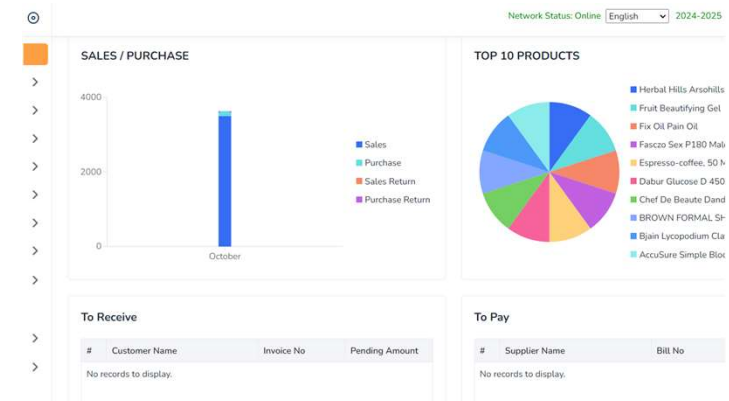 Network Status: Online English 2024-2025
SALES / PURCHASE
4000
2000
0
October
Sales
Purchase
Sales Return
Purchase Return
TOP 10 PRODUCTS
Herbal Hills Arsohills
Fruit Beautifying Gel
Fix Oil Pain Oil
Fasczo Sex P180 Mal
Espresso-coffee, 50 M
Dabur Glucose D 450
Chef De Beaute Dand
BROWN FORMAL SH
Bjain Lycopodium Cla
AccuSure Simple Bloo
To Receive
# Customer Name Invoice No Pending Amount
No records to display.
To Pay
# Supplier Name Bill No
No records to display.